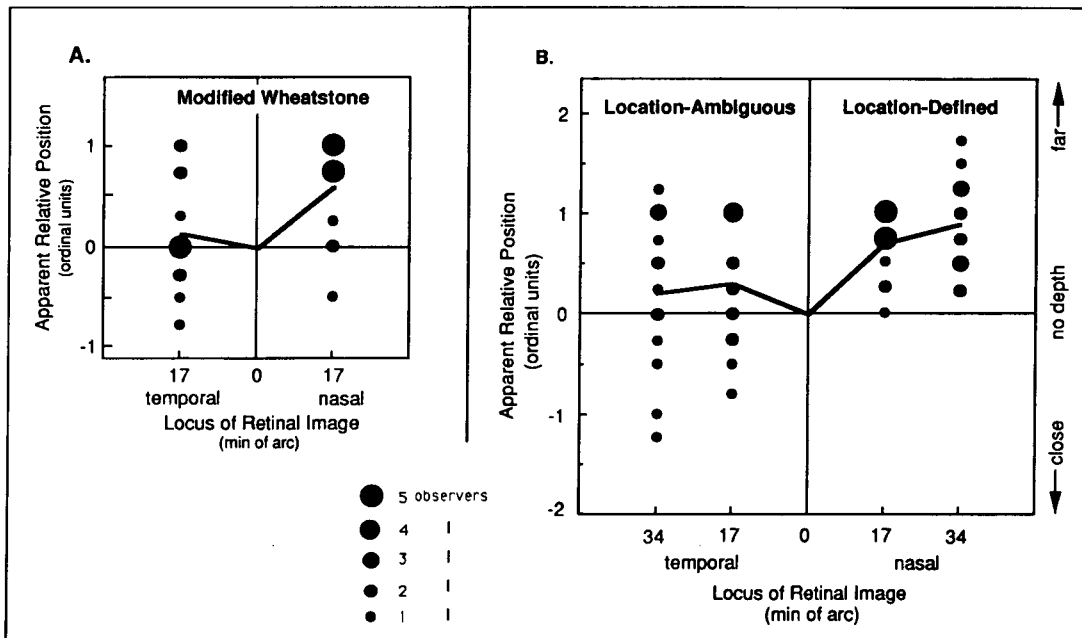 A.
Modified Wheatstone
Apparent Relative Position
(ordinal units)
1
0
-1
17
0
17
temporal
nasal
Locus of Retinal Image
(min of arc)
5 observers
4 |
3 |
2 |
1 |
B.
Location-Ambiguous
Location-Defined
Apparent Relative Position
(ordinal units)
2
1
0
-1
-2
34
17
0
17
34
temporal
nasal
Locus of Retinal Image
(min of arc)
far
no depth
close